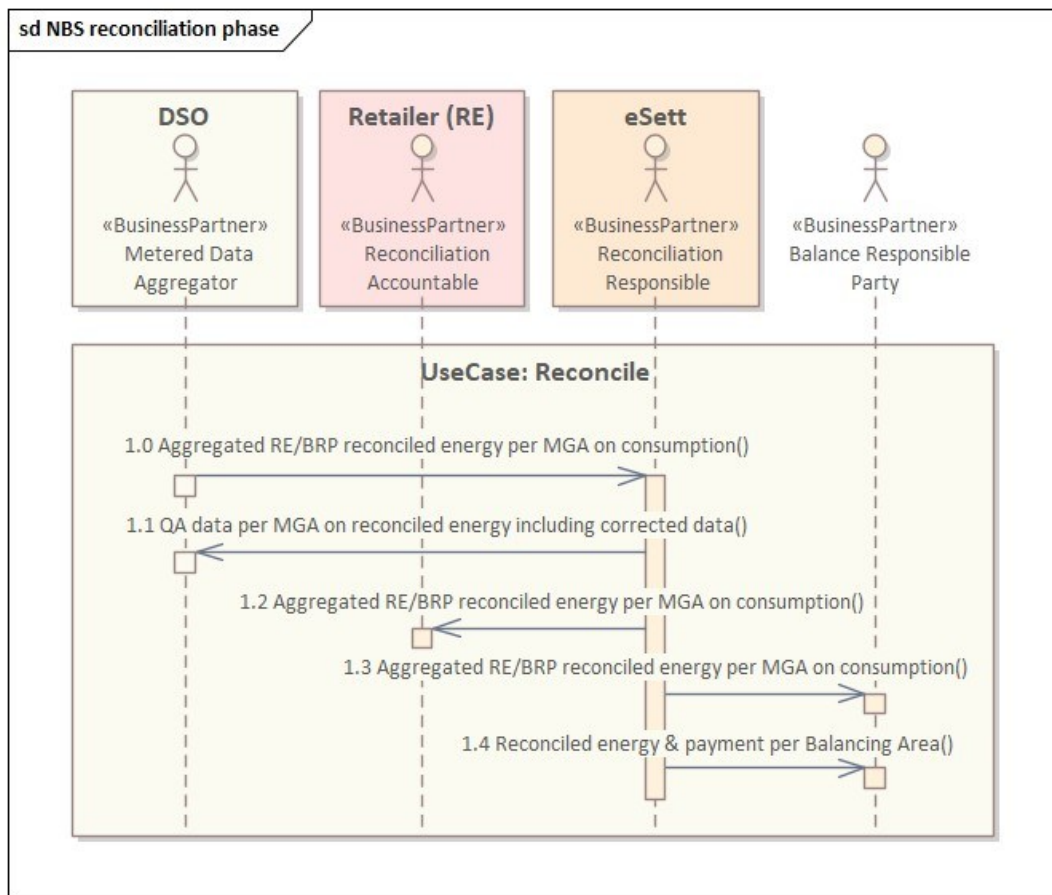 sd NBS reconciliation phase
DSO
«BusinessPartner»
Metered Data
Aggregator
Retailer (RE)
«BusinessPartner»
Reconciliation
Accountable
eSett
«BusinessPartner»
Reconciliation
Responsible
«BusinessPartner»
Balance Responsible
Party
UseCase: Reconcile
1.0 Aggregated RE/BRP reconciled energy per MGA on consumption()
1.1 QA data per MGA on reconciled energy including corrected data()
1.2 Aggregated RE/BRP reconciled energy per MGA on consumption()
1.3 Aggregated RE/BRP reconciled energy per MGA on consumption()
1.4 Reconciled energy & payment per Balancing Area()